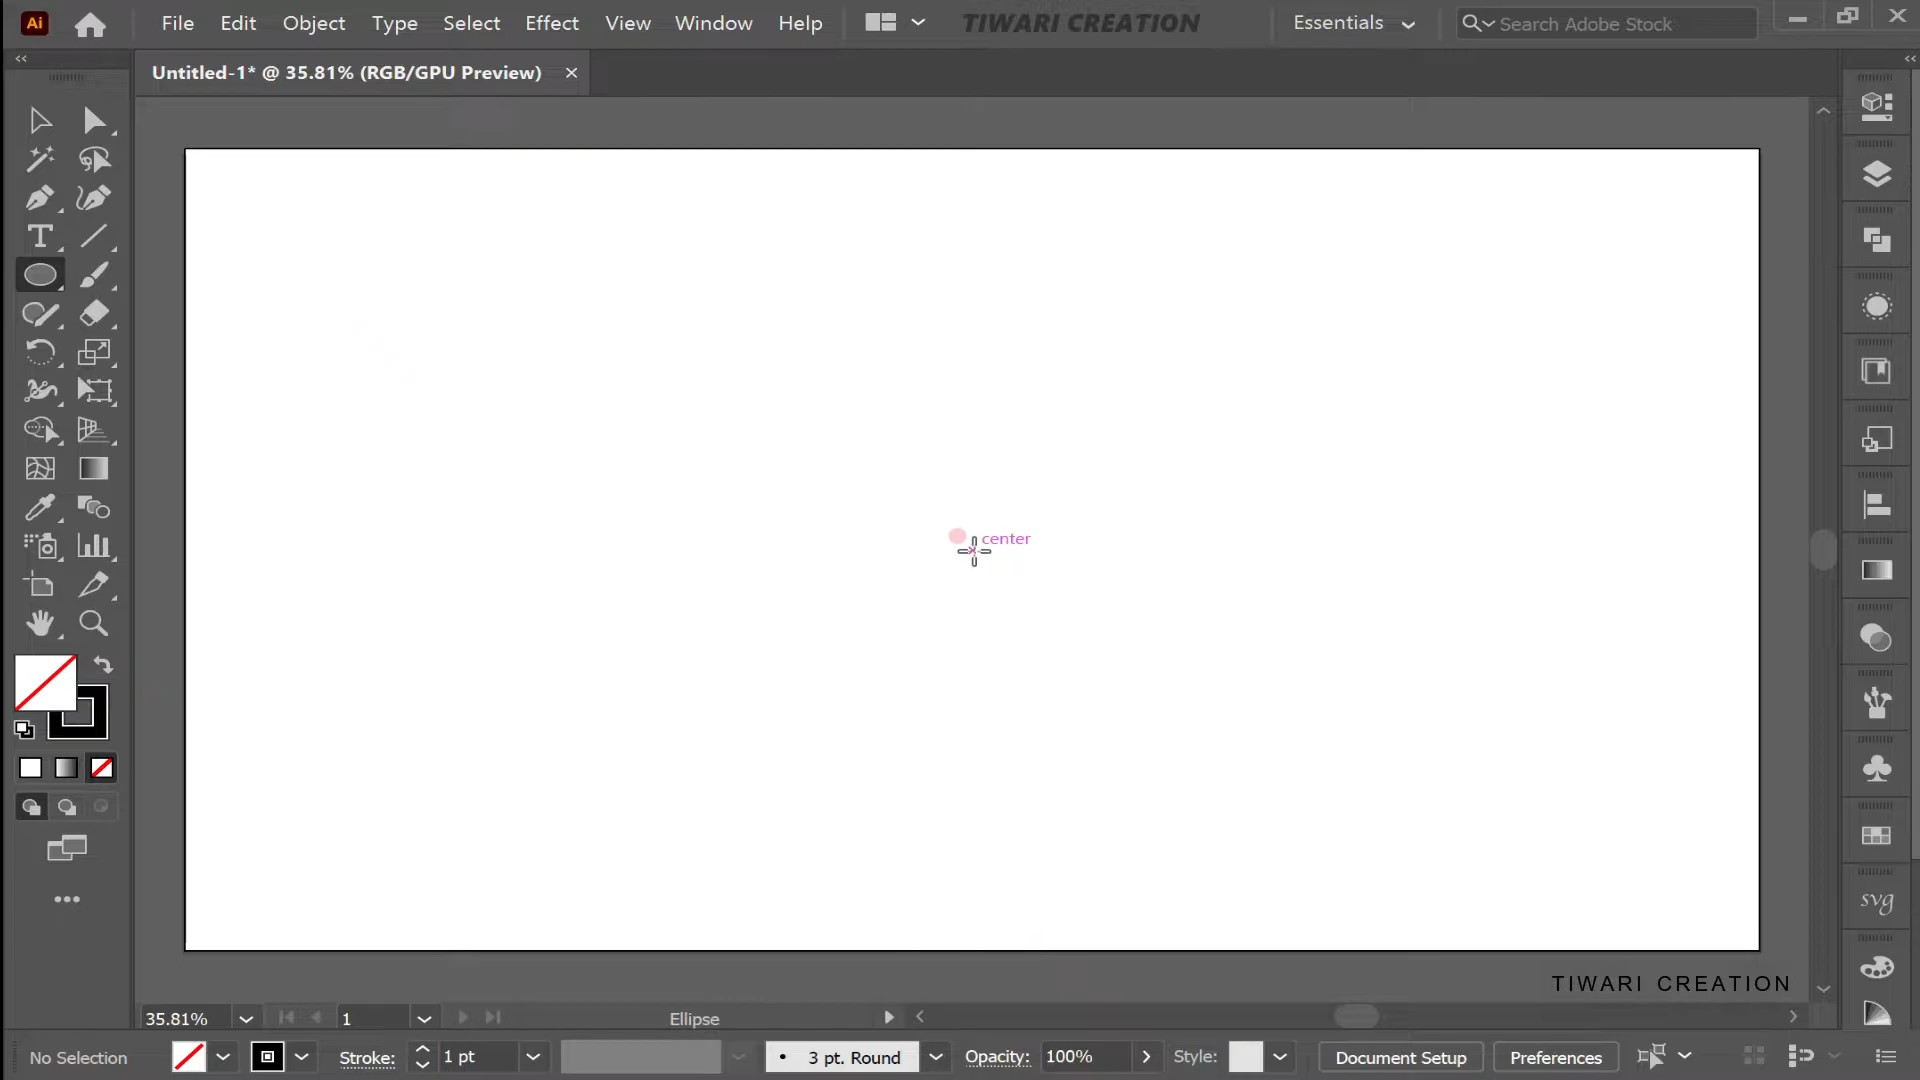 Ai File Edit Object Type Select Effect View Window Help TIWARI CREATION Essentials Search Adobe Stock
Untitled-1* @ 35.81% (RGB/GPU Preview)
center
svg
TIWARI CREATION
35.81% 1 Ellipse
No Selection Stroke: 1 pt 3 pt. Round Opacity: 100% Style: Document Setup Preferences